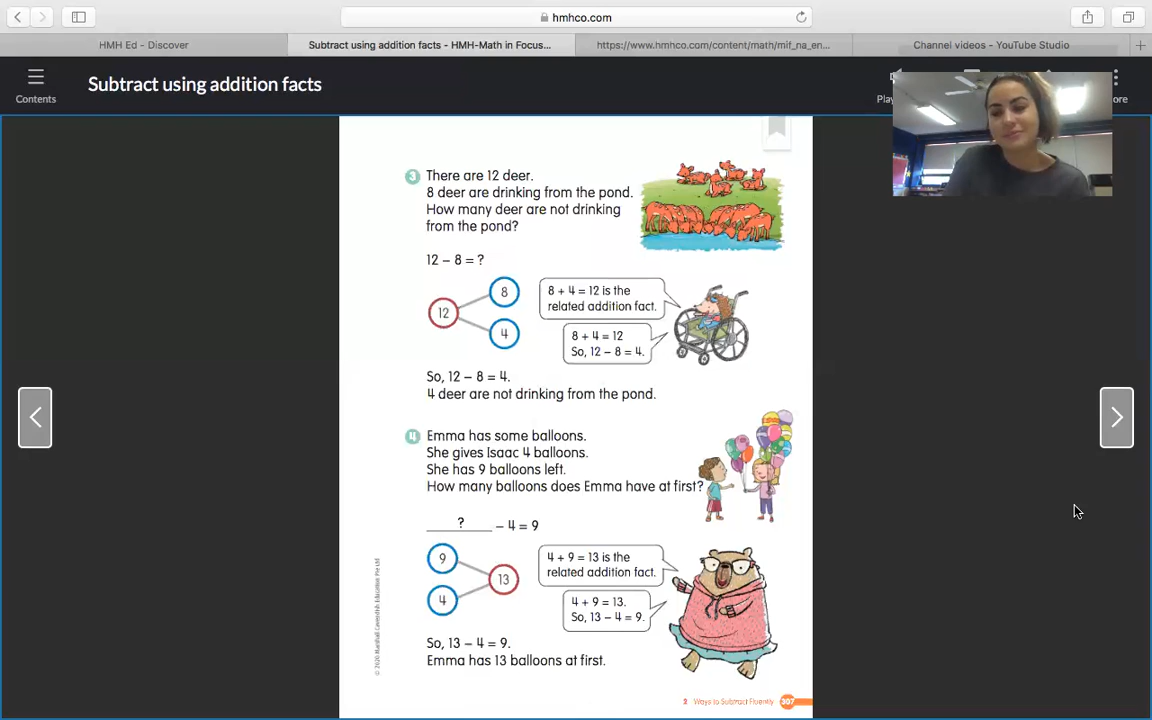 hmhco.com
HMH Ed - Discover
Subtract using addition facts - HMH-Math in Focus...
https://www.hmhco.com/content/math/mif_na_en...
Channel videos - YouTube Studio
Contents
Subtract using addition facts
3 There are 12 deer.
8 deer are drinking from the pond.
How many deer are not drinking
from the pond?
12 – 8 = ?
12
8
4
8 + 4 = 12 is the
related addition fact.
8 + 4 = 12
So, 12 – 8 = 4.
So, 12 – 8 = 4.
4 deer are not drinking from the pond.
4 Emma has some balloons.
She gives Isaac 4 balloons.
She has 9 balloons left.
How many balloons does Emma have at first?
? – 4 = 9
9
4
13
4 + 9 = 13 is the
related addition fact.
4 + 9 = 13.
So, 13 – 4 = 9.
So, 13 – 4 = 9.
Emma has 13 balloons at first.
© 2020 Marshall Cavendish Education Pte Ltd
2 Ways to Subtract Fluently 307